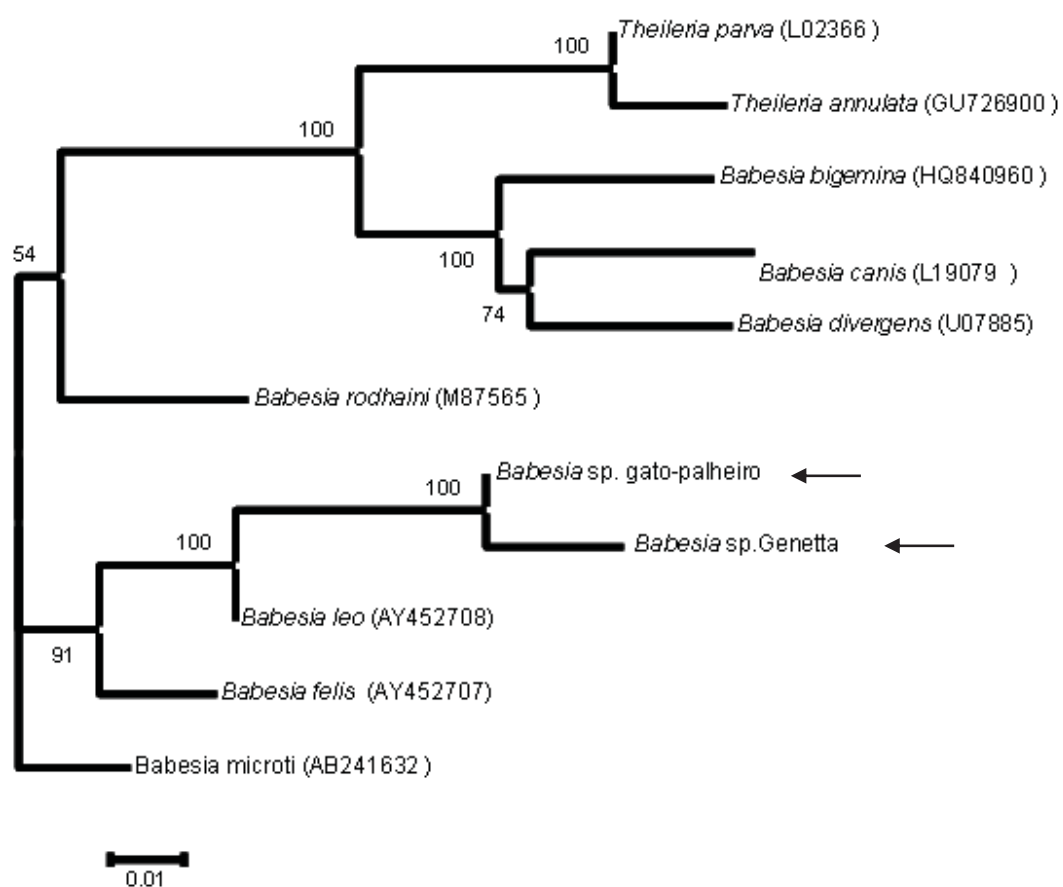 Theileria parva (L02366 )
100
Theileria annulata (GU726900 )
100
Babesia bigemina (HQ840960 )
54
100
Babesia canis (L19079 )
74
Babesia divergens (U07885)
Babesia rodhaini (M87565 )
Babesia sp. gato-palheiro
100
Babesia sp.Genetta
100
Babesia leo (AY452708)
91
Babesia felis (AY452707)
Babesia microti (AB241632 )
0.01